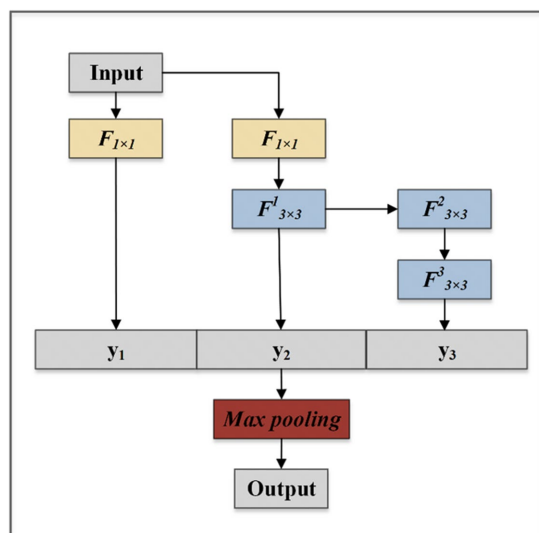 Input
F1×1
F1×1
F¹3×3
F²3×3
F³3×3
y₁
y₂
y₃
Max pooling
Output